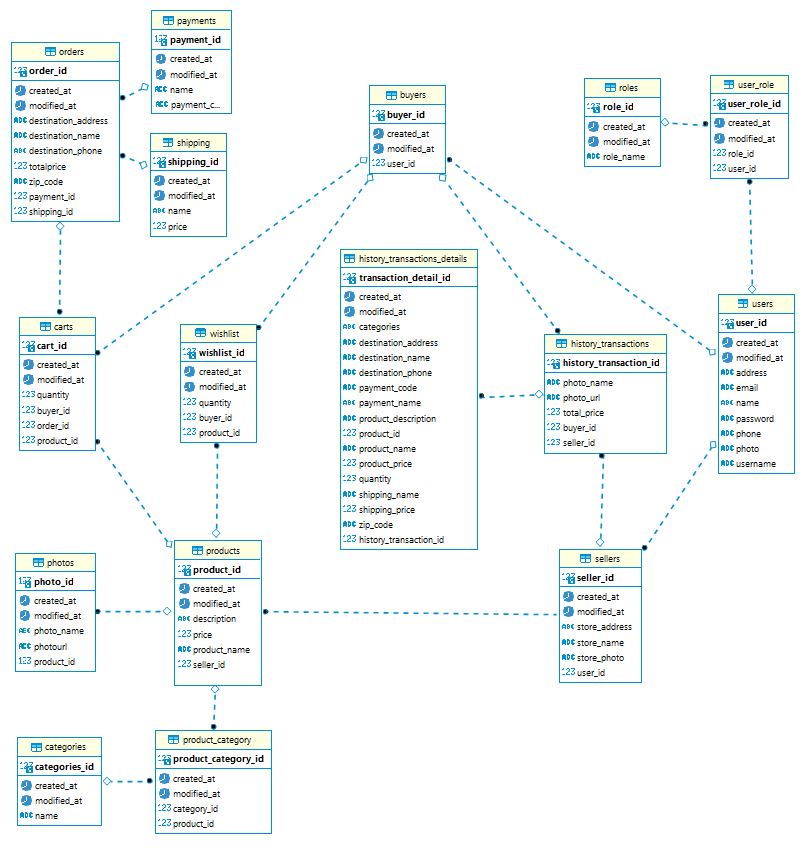 payments
payment_id
created_at
modified_at
name
payment_c...
orders
order_id
created_at
modified_at
destination_address
destination_name
destination_phone
totalprice
zip_code
payment_id
shipping_id
shipping
shipping_id
created_at
modified_at
name
price
buyers
buyer_id
created_at
modified_at
user_id
roles
role_id
created_at
modified_at
role_name
user_role
user_role_id
created_at
modified_at
role_id
user_id
history_transactions_details
transaction_detail_id
created_at
modified_at
categories
destination_address
destination_name
destination_phone
payment_code
payment_name
product_description
product_id
product_name
product_price
quantity
shipping_name
shipping_price
zip_code
history_transaction_id
users
user_id
created_at
modified_at
address
email
name
password
phone
photo
username
carts
cart_id
created_at
modified_at
quantity
buyer_id
order_id
product_id
wishlist
wishlist_id
created_at
modified_at
quantity
buyer_id
product_id
history_transactions
history_transaction_id
photo_name
photo_url
total_price
buyer_id
seller_id
photos
photo_id
created_at
modified_at
photo_name
photourl
product_id
products
product_id
created_at
modified_at
description
price
product_name
seller_id
sellers
seller_id
created_at
modified_at
store_address
store_name
store_photo
user_id
categories
categories_id
created_at
modified_at
name
product_category
product_category_id
created_at
modified_at
category_id
product_id